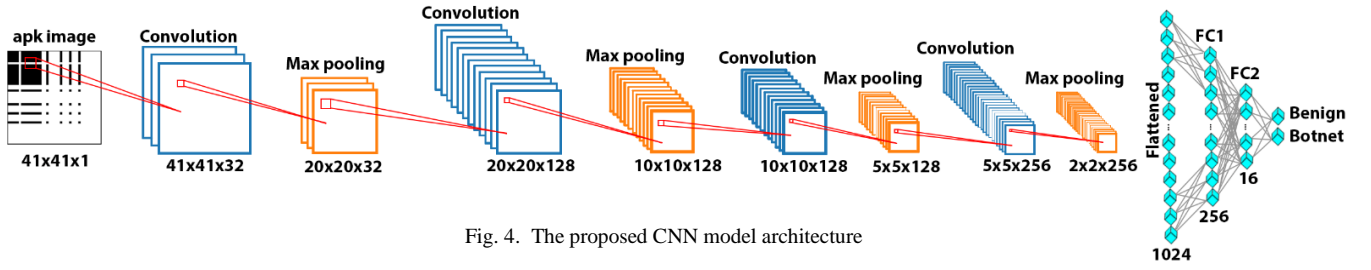 apk image
41x41x1
Convolution
41x41x32
Max pooling
20x20x32
Convolution
20x20x128
Max pooling
10x10x128
Convolution
10x10x128
Max pooling
5x5x128
Convolution
5x5x256
Max pooling
2x2x256
Flattened
1024
FC1
256
FC2
16
Benign
Botnet
Fig. 4. The proposed CNN model architecture